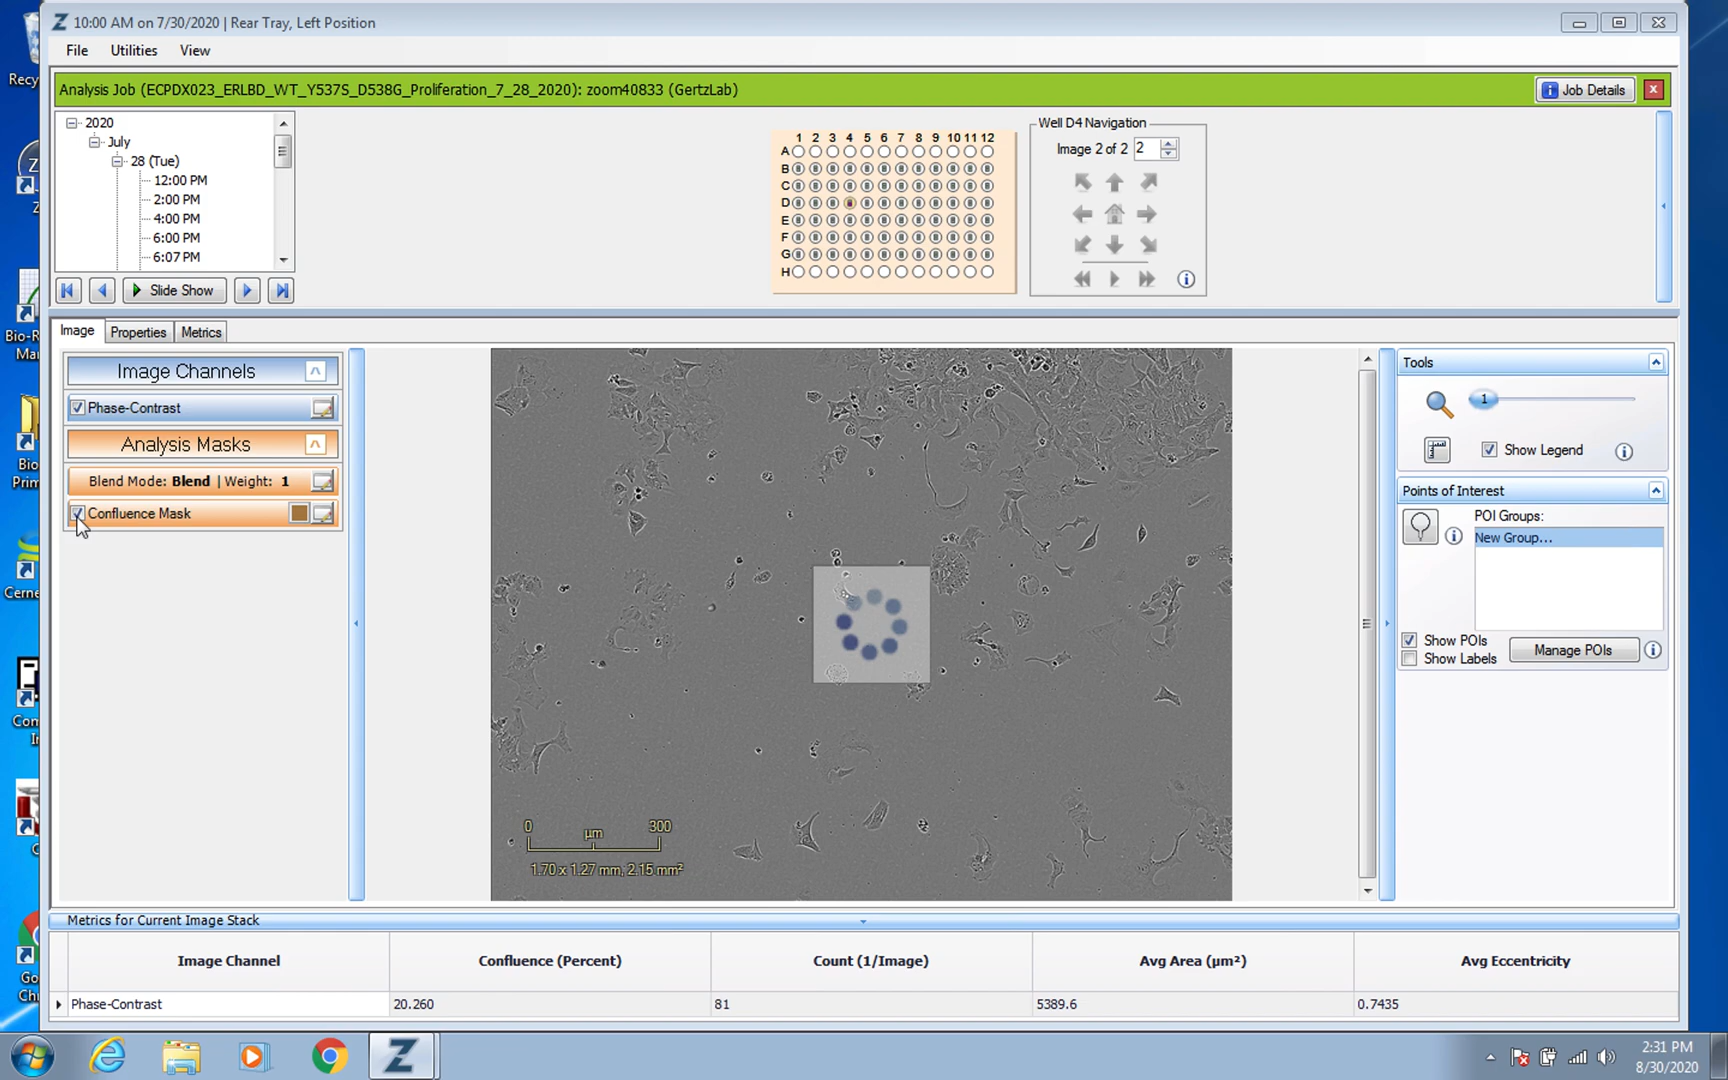 10:00 AM on 7/30/2020 | Rear Tray, Left Position
File Utilities View
Analysis Job (ECPDX023_ERLBD_WT_Y537S_D538G_Proliferation_7_28_2020): zoom40833 (GertzLab)
Job Details
2020
July
28 (Tue)
12:00 PM
2:00 PM
4:00 PM
6:00 PM
6:07 PM
Slide Show
1 2 3 4 5 6 7 8 9 10 11 12
A
B
C
D
E
F
G
H
Well D4 Navigation
Image 2 of 2 2
Image Properties Metrics
Image Channels
Phase-Contrast
Analysis Masks
Blend Mode: Blend | Weight: 1
Confluence Mask
0 µm 300
1.70 x 1.27 mm, 2.15 mm²
Tools
1
Show Legend
Points of Interest
POI Groups:
New Group...
Show POIs
Show Labels
Manage POIs
Metrics for Current Image Stack
Image Channel Confluence (Percent) Count (1/Image) Avg Area (µm²) Avg Eccentricity
Phase-Contrast 20.260 81 5389.6 0.7435
Recy
Z
Bio-R
Mar
Bio
Prim
Cerne
Com
Ir
C
Go
Chr
2:31 PM
8/30/2020